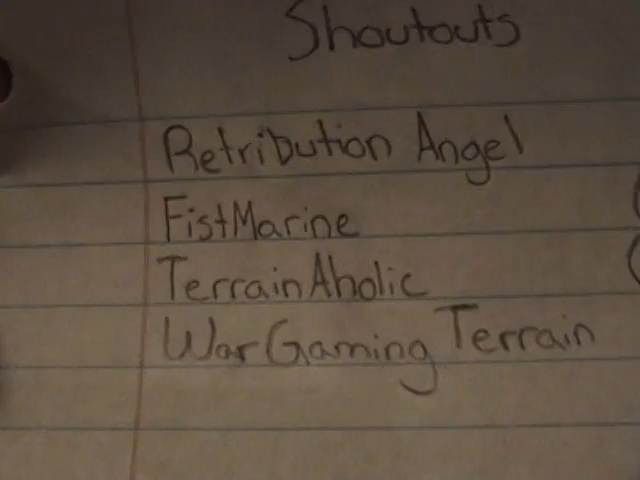 Shoutouts
Retribution Angel
FistMarine
TerrainAholic
WarGaming Terrain